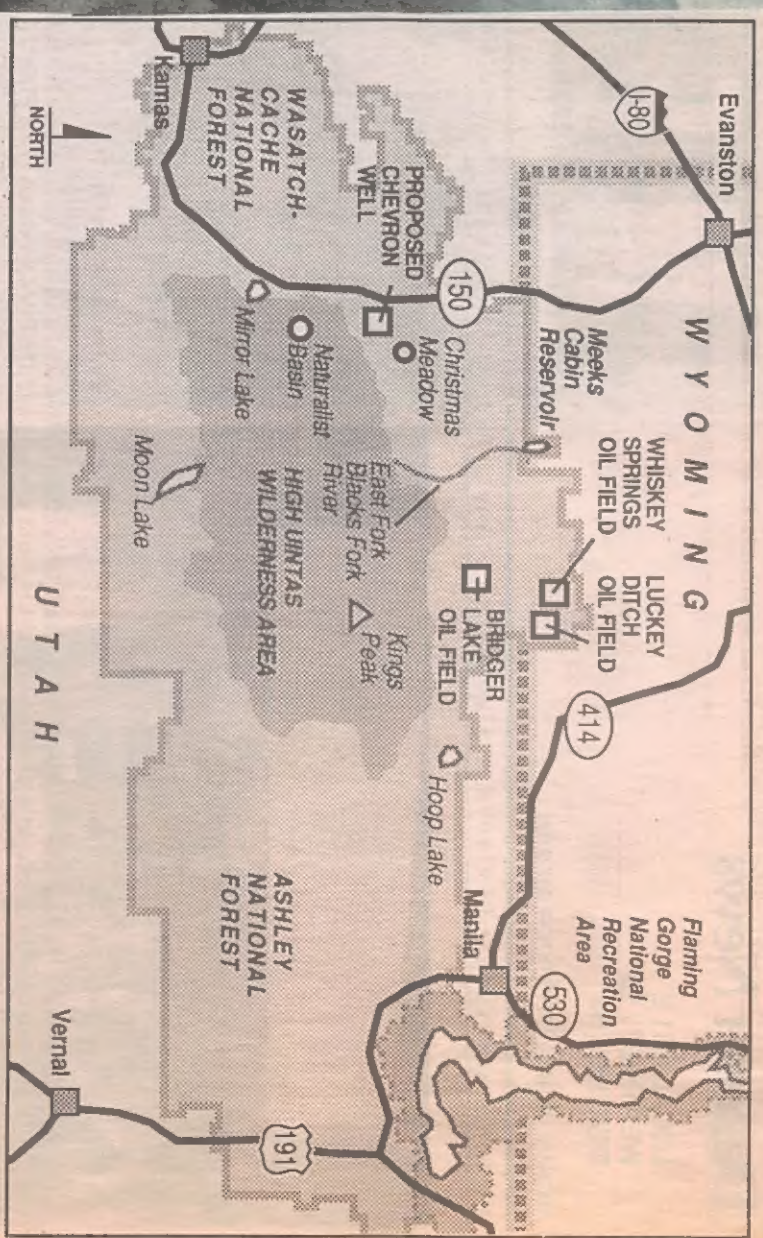 Evanston
I-80
WYOMING
150
Meeks
Cabin
Reservoir
WHISKEY
SPRINGS
OIL FIELD
LUCKEY
DITCH
OIL FIELD
414
Flaming
Gorge
National
Recreation
Area
530
Manila
PROPOSED
CHEVRON
WELL
Christmas
Meadow
BRIDGER
LAKE
OIL FIELD
Hoop Lake
WASATCH-
CACHE
NATIONAL
FOREST
Kamas
Mirror Lake
Naturalist
Basin
East Fork
Blacks Fork
River
Kings
Peak
HIGH UINTAS
WILDERNESS AREA
Moon Lake
ASHLEY
NATIONAL
FOREST
191
Vernal
UTAH
NORTH